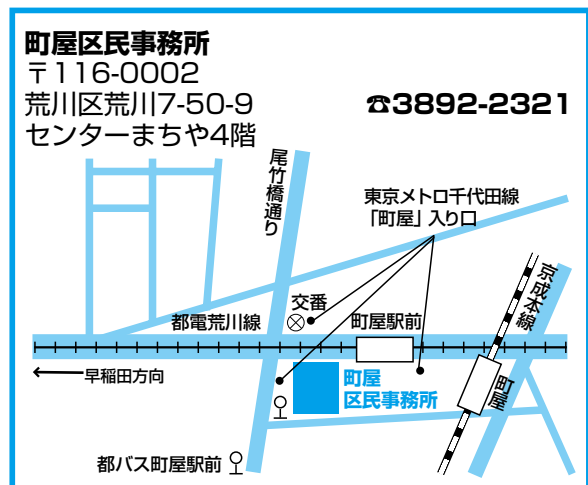 町屋区民事務所
〒116-0002
荒川区荒川7-50-9
☎3892-2321
センターまちや4階
尾竹橋通り
東京メトロ千代田線
「町屋」入り口
京成本線
交番
都電荒川線
町屋駅前
早稲田方向
町屋
区民事務所
町屋
都バス町屋駅前